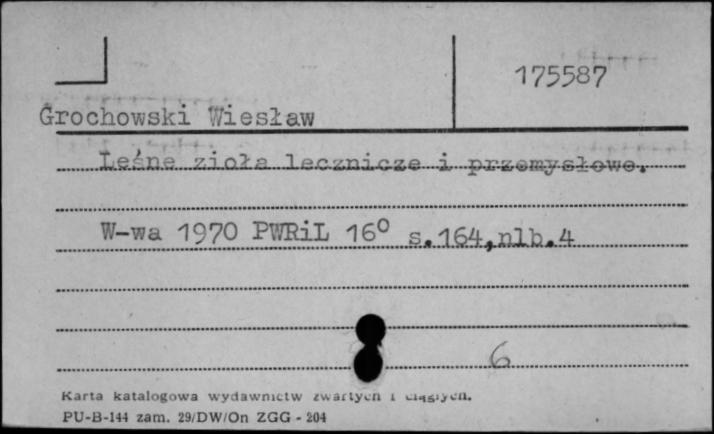 175587
Grochowski Wiesław
Leśne zioła lecznicze i przemysłowe.
W-wa 1970 PWRiL 16° s.164,nlb.4
6
Karta katalogowa wydawnictw zwartych i ciągłych.
PU-B-144 zam. 29/DW/On ZGG - 204